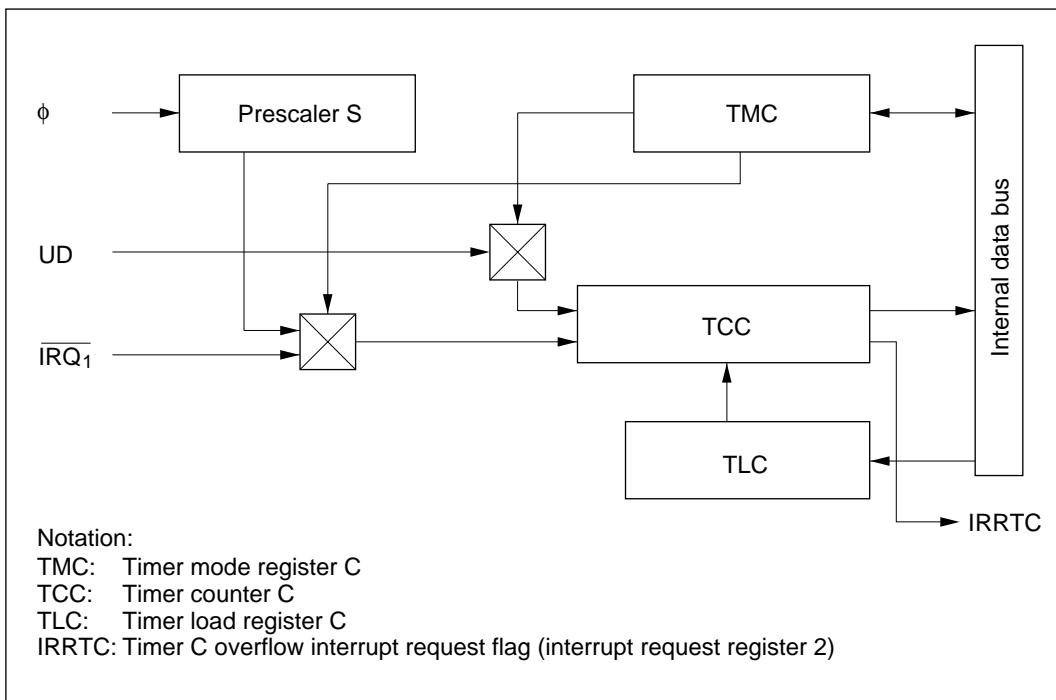 ϕ
Prescaler S
TMC
UD
IRQ₁
TCC
TLC
Internal data bus
IRRTC
Notation:
TMC: Timer mode register C
TCC: Timer counter C
TLC: Timer load register C
IRRTC: Timer C overflow interrupt request flag (interrupt request register 2)